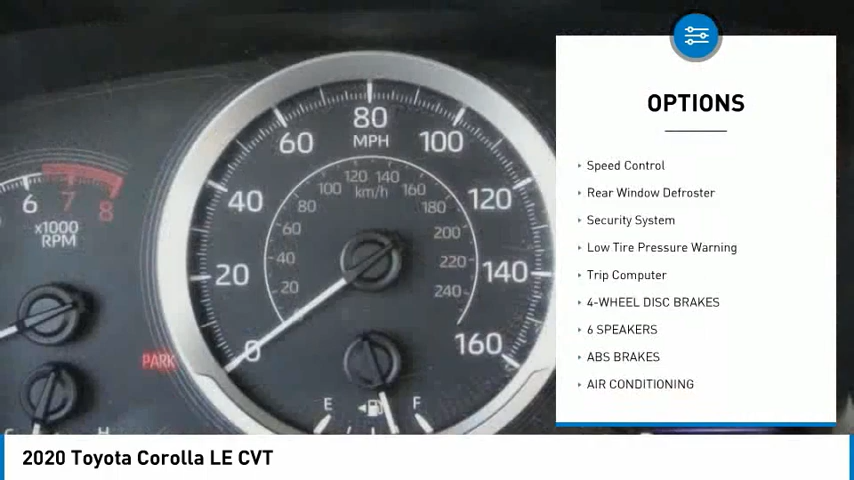 80
MPH
60
100
40
120
20
140
0
160
120 140
km/h
100
160
80
180
60
200
40
220
20
240
6
7
8
x1000
RPM
PARK
E
F
C
H
OPTIONS
Speed Control
Rear Window Defroster
Security System
Low Tire Pressure Warning
Trip Computer
4-WHEEL DISC BRAKES
6 SPEAKERS
ABS BRAKES
AIR CONDITIONING
2020 Toyota Corolla LE CVT